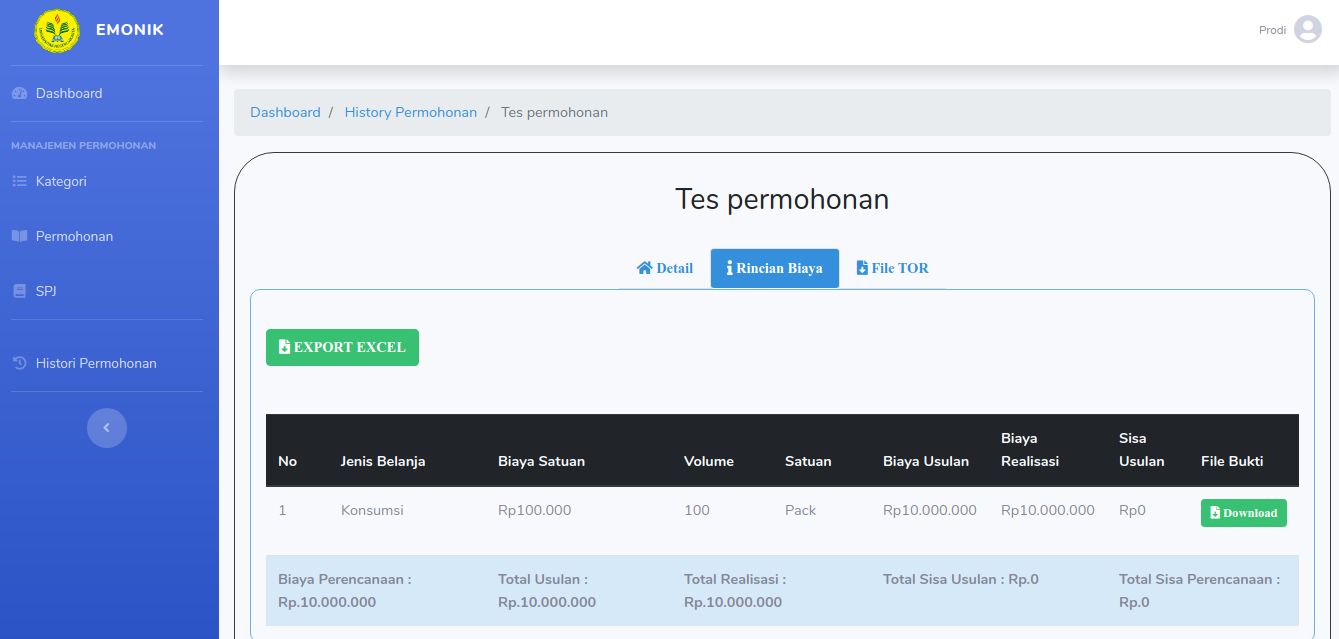 EMONIK
Prodi
Dashboard
MANAJEMEN PERMOHONAN
Kategori
Permohonan
SPJ
Histori Permohonan
Dashboard / History Permohonan / Tes permohonan
Tes permohonan
Detail
Rincian Biaya
File TOR
EXPORT EXCEL
No Jenis Belanja Biaya Satuan Volume Satuan Biaya Usulan Biaya Realisasi Sisa Usulan File Bukti
1 Konsumsi Rp100.000 100 Pack Rp10.000.000 Rp10.000.000 Rp0 Download
Biaya Perencanaan : Rp.10.000.000
Total Usulan : Rp.10.000.000
Total Realisasi : Rp.10.000.000
Total Sisa Usulan : Rp.0
Total Sisa Perencanaan : Rp.0